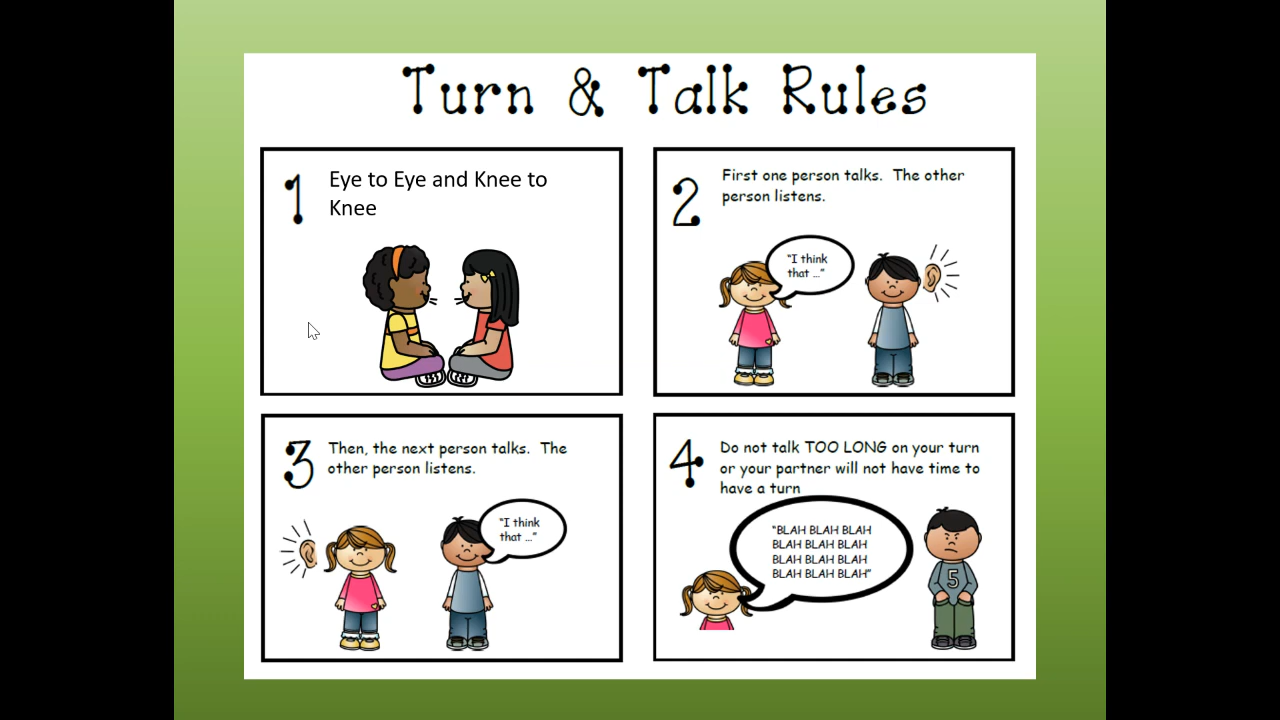 Turn & Talk Rules
1
Eye to Eye and Knee to
Knee
2
First one person talks.  The other
person listens.
"I think
that ..."
3
Then, the next person talks.  The
other person listens.
"I think
that ..."
4
Do not talk TOO LONG on your turn
or your partner will not have time to
have a turn
"BLAH BLAH BLAH
BLAH BLAH BLAH
BLAH BLAH BLAH
BLAH BLAH BLAH"
5